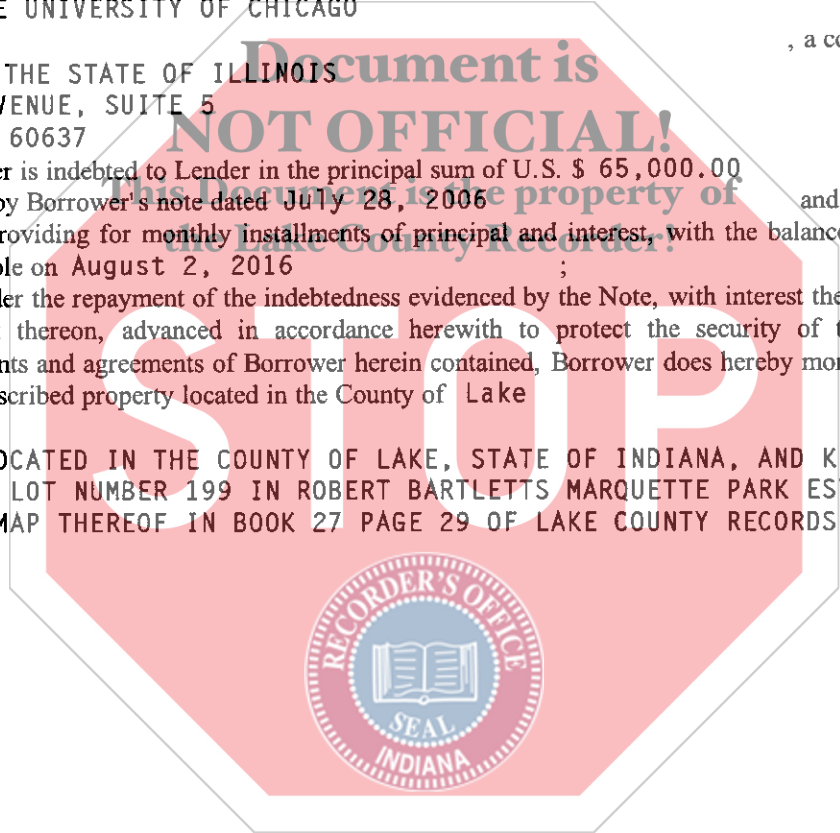 E UNIVERSITY OF CHICAGO
, a co
THE STATE OF ILLINOIS
VENUE, SUITE 5
60637
er is indebted to Lender in the principal sum of U.S. $ 65,000.00
by Borrower's note dated July 28, 2006 and
roviding for monthly installments of principal and interest, with the balance
ble on August 2, 2016 ;
der the repayment of the indebtedness evidenced by the Note, with interest the
t thereon, advanced in accordance herewith to protect the security of t
nts and agreements of Borrower herein contained, Borrower does hereby mor
scribed property located in the County of Lake
OCATED IN THE COUNTY OF LAKE, STATE OF INDIANA, AND K
LOT NUMBER 199 IN ROBERT BARTLETTS MARQUETTE PARK EST
MAP THEREOF IN BOOK 27 PAGE 29 OF LAKE COUNTY RECORDS
Document is
NOT OFFICIAL!
This Document is the property of
the Lake County Recorder!
STOP
RECORDER'S OFFICE
SEAL
INDIANA